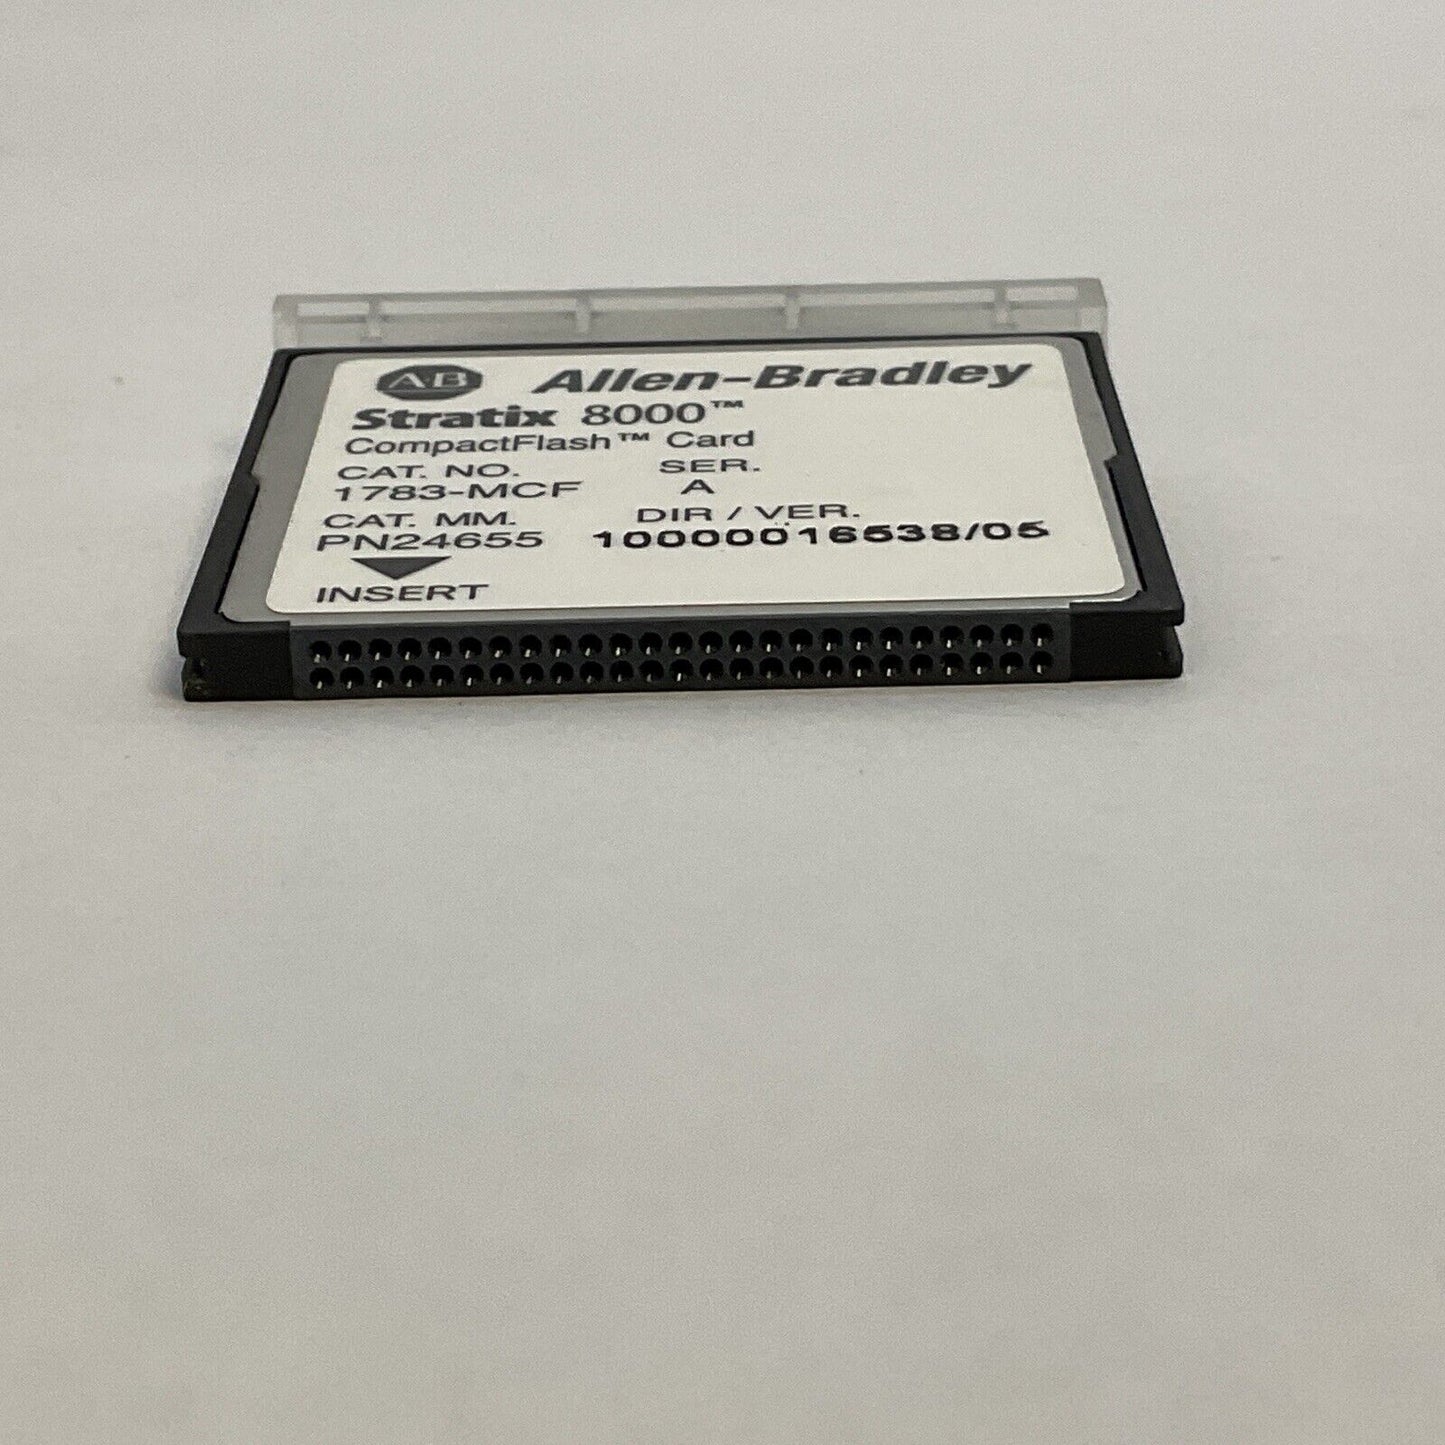 AB Allen-Bradley
Stratix 8000™
CompactFlash™ Card
CAT. NO. SER.
1783-MCF A
CAT. MM. DIR / VER.
PN24655 10000016538/05
INSERT